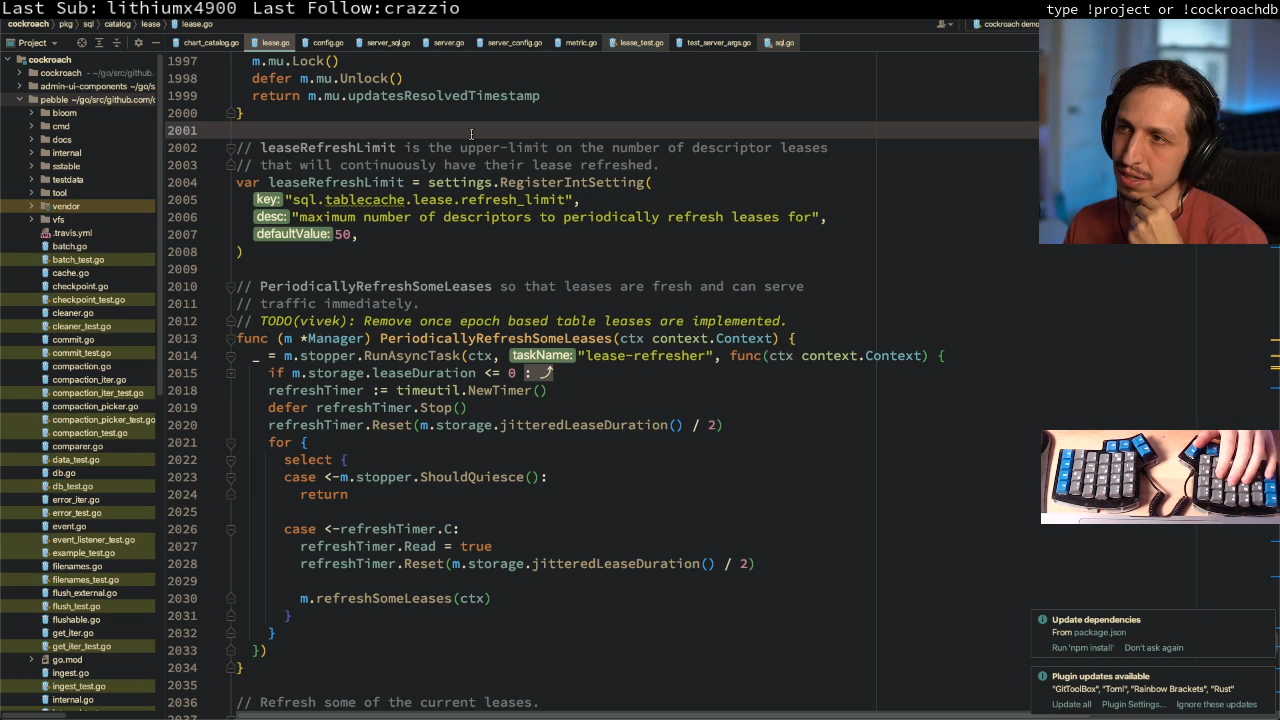 Last Sub: lithiumx4900 Last Follow:crazzio
type !project or !cockroachdb
cockroach
pkg
sql
catalog
lease
lease.go
cockroach demo
Project
chart_catalog.go
lease.go
config.go
server_sql.go
server.go
server_config.go
metric.go
lease_test.go
test_server_args.go
sql.go
cockroach
cockroach ~/go/src/github.
admin-ui-components ~/go/s
pebble ~/go/src/github.com/c
bloom
cmd
docs
internal
sstable
testdata
tool
vendor
vfs
.travis.yml
batch.go
batch_test.go
cache.go
checkpoint.go
checkpoint_test.go
cleaner.go
cleaner_test.go
commit.go
commit_test.go
compaction.go
compaction_iter.go
compaction_iter_test.go
compaction_picker.go
compaction_picker_test.go
compaction_test.go
comparer.go
data_test.go
db.go
db_test.go
error_iter.go
error_test.go
event.go
event_listener_test.go
example_test.go
filenames.go
filenames_test.go
flush_external.go
flush_test.go
flushable.go
get_iter.go
get_iter_test.go
go.mod
ingest.go
ingest_test.go
internal.go
1997 m.mu.Lock()
1998 defer m.mu.Unlock()
1999 return m.mu.updatesResolvedTimestamp
2000 }
2001
2002 // leaseRefreshLimit is the upper-limit on the number of descriptor leases
2003 // that will continuously have their lease refreshed.
2004 var leaseRefreshLimit = settings.RegisterIntSetting(
2005 key: "sql.tablecache.lease.refresh_limit",
2006 desc: "maximum number of descriptors to periodically refresh leases for",
2007 defaultValue: 50,
2008 )
2009
2010 // PeriodicallyRefreshSomeLeases so that leases are fresh and can serve
2011 // traffic immediately.
2012 // TODO(vivek): Remove once epoch based table leases are implemented.
2013 func (m *Manager) PeriodicallyRefreshSomeLeases(ctx context.Context) {
2014 _ = m.stopper.RunAsyncTask(ctx, taskName: "lease-refresher", func(ctx context.Context) {
2015 if m.storage.leaseDuration <= 0 :
2018 refreshTimer := timeutil.NewTimer()
2019 defer refreshTimer.Stop()
2020 refreshTimer.Reset(m.storage.jitteredLeaseDuration() / 2)
2021 for {
2022 select {
2023 case <-m.stopper.ShouldQuiesce():
2024 return
2025
2026 case <-refreshTimer.C:
2027 refreshTimer.Read = true
2028 refreshTimer.Reset(m.storage.jitteredLeaseDuration() / 2)
2029
2030 m.refreshSomeLeases(ctx)
2031 }
2032 }
2033 })
2034 }
2035
2036 // Refresh some of the current leases.
Update dependencies
From package.json
Run 'npm install' Don't ask again
Plugin updates available
"GitToolBox", "Toml", "Rainbow Brackets", "Rust"
Update all Plugin Settings... Ignore these updates